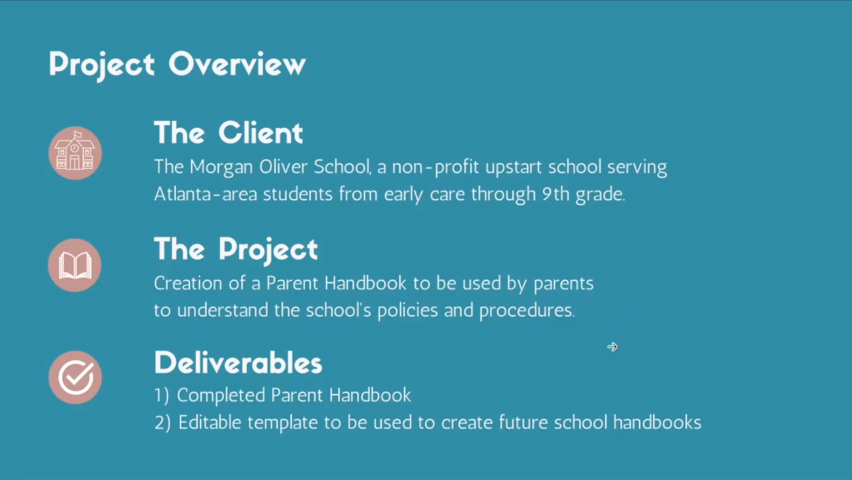 Project Overview
The Client
The Morgan Oliver School, a non-profit upstart school serving
Atlanta-area students from early care through 9th grade.
The Project
Creation of a Parent Handbook to be used by parents
to understand the school's policies and procedures.
Deliverables
1) Completed Parent Handbook
2) Editable template to be used to create future school handbooks